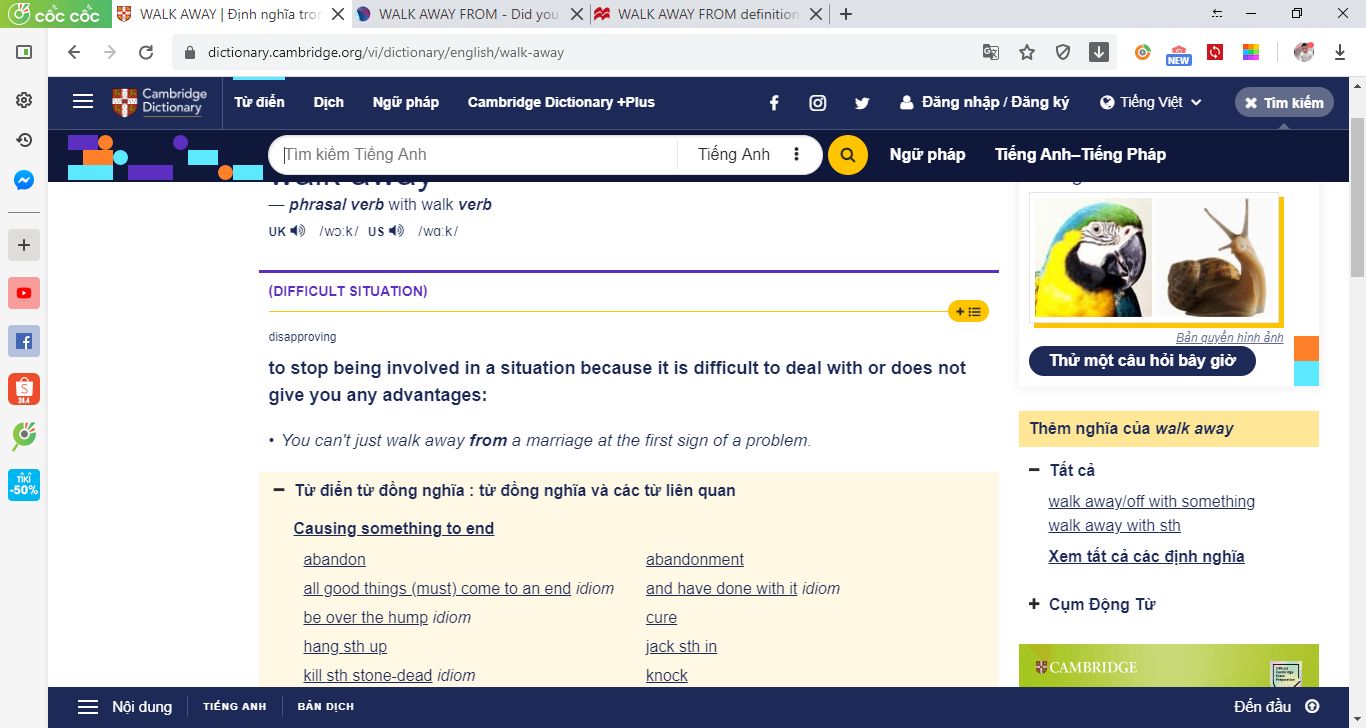 cốc cốc
WALK AWAY | Định nghĩa tron
WALK AWAY FROM - Did you
WALK AWAY FROM definition
dictionary.cambridge.org/vi/dictionary/english/walk-away
NEW
Cambridge
Dictionary
Từ điển
Dịch
Ngữ pháp
Cambridge Dictionary +Plus
Đăng nhập / Đăng ký
Tiếng Việt
Tìm kiếm
Tìm kiếm Tiếng Anh
Tiếng Anh
Ngữ pháp
Tiếng Anh–Tiếng Pháp
walk away
— phrasal verb with walk verb
UK /wɔːk/ US /wɑːk/
(DIFFICULT SITUATION)
disapproving
to stop being involved in a situation because it is difficult to deal with or does not
give you any advantages:
• You can't just walk away from a marriage at the first sign of a problem.
− Từ điển từ đồng nghĩa : từ đồng nghĩa và các từ liên quan
Causing something to end
abandon
abandonment
all good things (must) come to an end idiom
and have done with it idiom
be over the hump idiom
cure
hang sth up
jack sth in
kill sth stone-dead idiom
knock
Bản quyền hình ảnh
Thử một câu hỏi bây giờ
Thêm nghĩa của walk away
− Tất cả
walk away/off with something
walk away with sth
Xem tất cả các định nghĩa
+ Cụm Động Từ
CAMBRIDGE
24.4
TIKI
-50%
Nội dung
TIẾNG ANH
BẢN DỊCH
Đến đầu